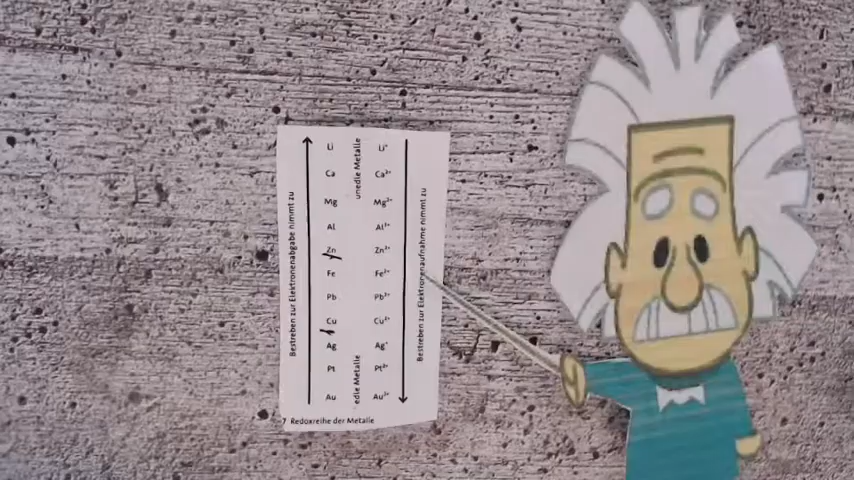 Bestreben zur Elektronenabgabe nimmt zu
unedle Metalle
edle Metalle
Bestreben zur Elektronenaufnahme nimmt zu
Li Li⁺
Ca Ca²⁺
Mg Mg²⁺
Al Al³⁺
Zn Zn²⁺
Fe Fe²⁺
Pb Pb²⁺
Cu Cu²⁺
Ag Ag⁺
Pt Pt²⁺
Au
7 Redoxreihe der Metalle